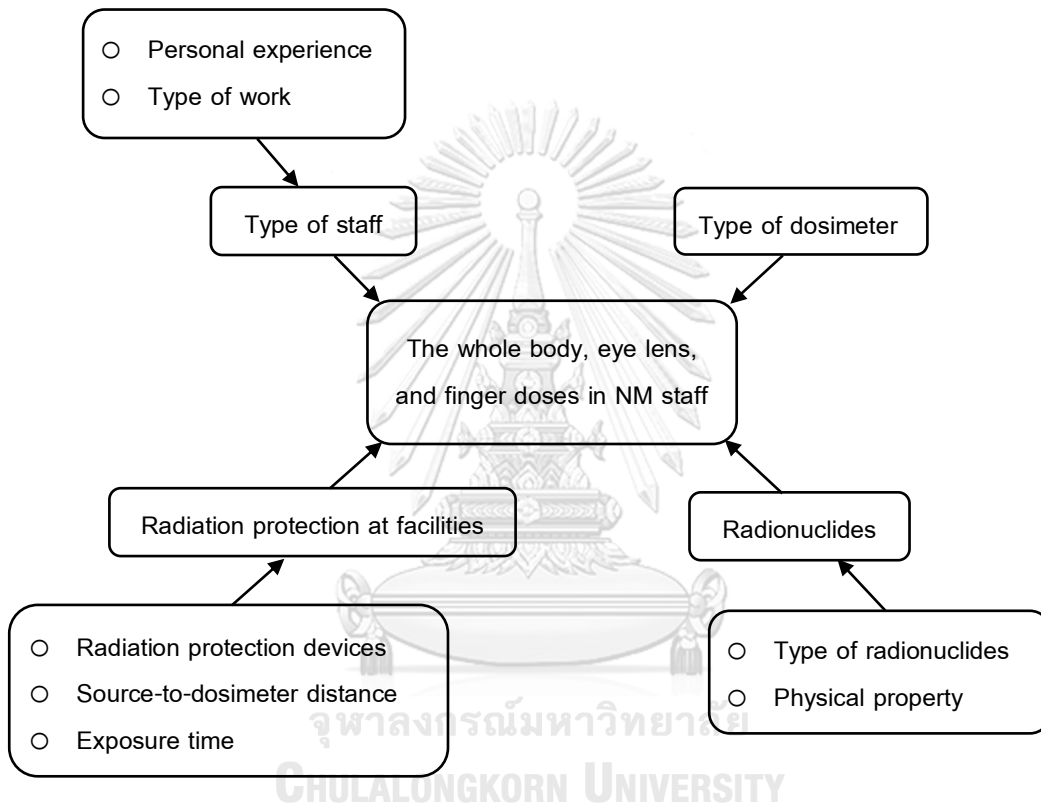 Personal experience
Type of work
Type of staff
Type of dosimeter
The whole body, eye lens,
and finger doses in NM staff
Radiation protection at facilities
Radionuclides
Radiation protection devices
Source-to-dosimeter distance
Exposure time
Type of radionuclides
Physical property
จุฬาลงกรณ์มหาวิทยาลัย
CHULALONGKORN UNIVERSITY